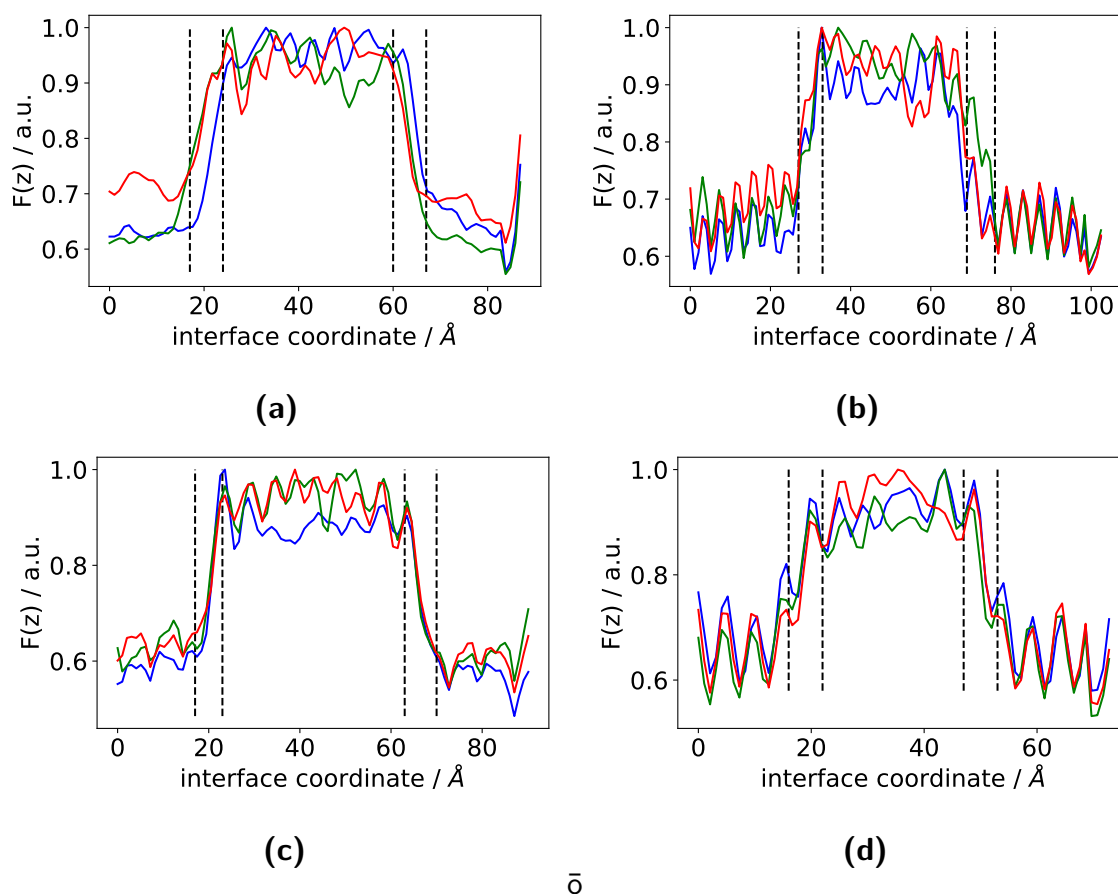 F(z) / a.u.
1.0
0.9
0.8
0.7
0.6
0 20 40 60 80
interface coordinate / Å
(a)
F(z) / a.u.
1.0
0.9
0.8
0.7
0.6
0 20 40 60 80 100
interface coordinate / Å
(b)
F(z) / a.u.
1.0
0.8
0.6
0 20 40 60 80
interface coordinate / Å
(c)
F(z) / a.u.
1.0
0.8
0.6
0 20 40 60
interface coordinate / Å
(d)
ō